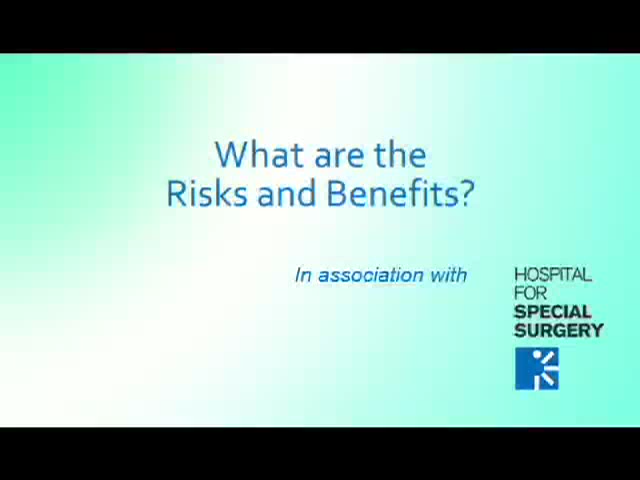 What are the
Risks and Benefits?
In association with
HOSPITAL
FOR
SPECIAL
SURGERY